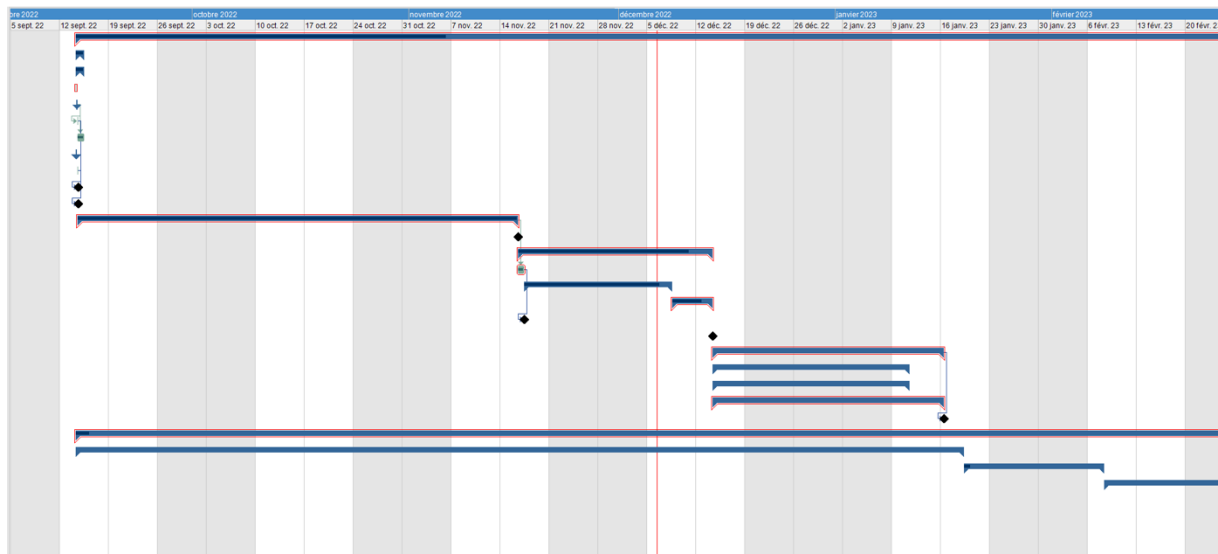 bre 2022 octobre 2022 novembre 2022 décembre 2022 janvier 2023 février 2023
5 sept. 22 12 sept. 22 19 sept. 22 26 sept. 22 3 oct. 22 10 oct. 22 17 oct. 22 24 oct. 22 31 oct. 22 7 nov. 22 14 nov. 22 21 nov. 22 28 nov. 22 5 déc. 22 12 déc. 22 19 déc. 22 26 déc. 22 2 janv. 23 9 janv. 23 16 janv. 23 23 janv. 23 30 janv. 23 6 févr. 23 13 févr. 23 20 févr. 2